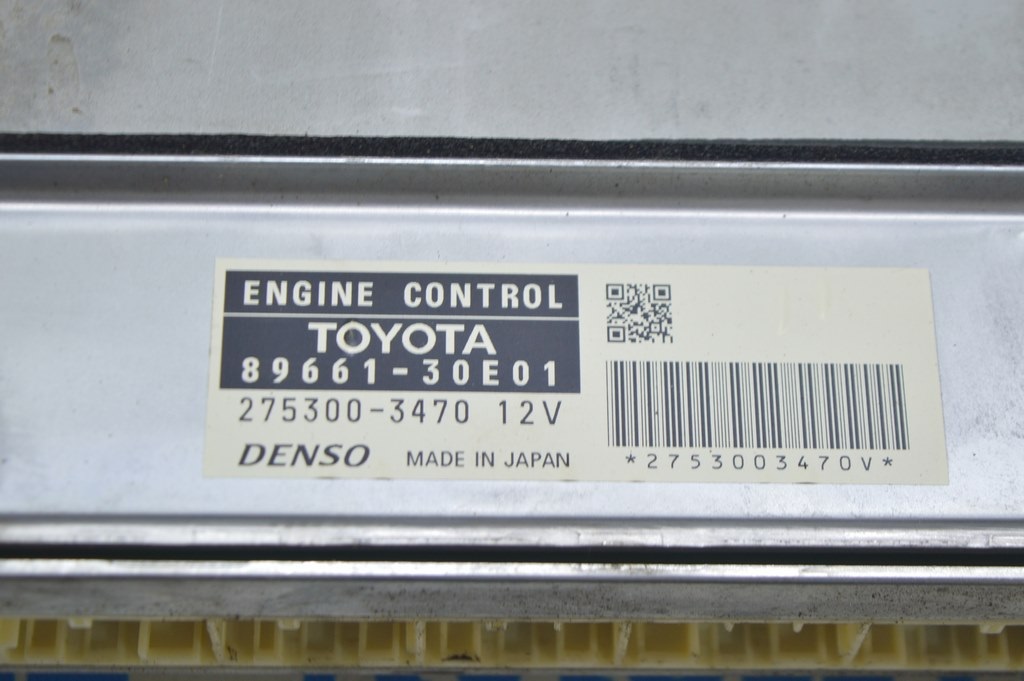 ENGINE CONTROL
TOYOTA
89661-30E01
275300-3470 12V
DENSO MADE IN JAPAN
*2753003470V*